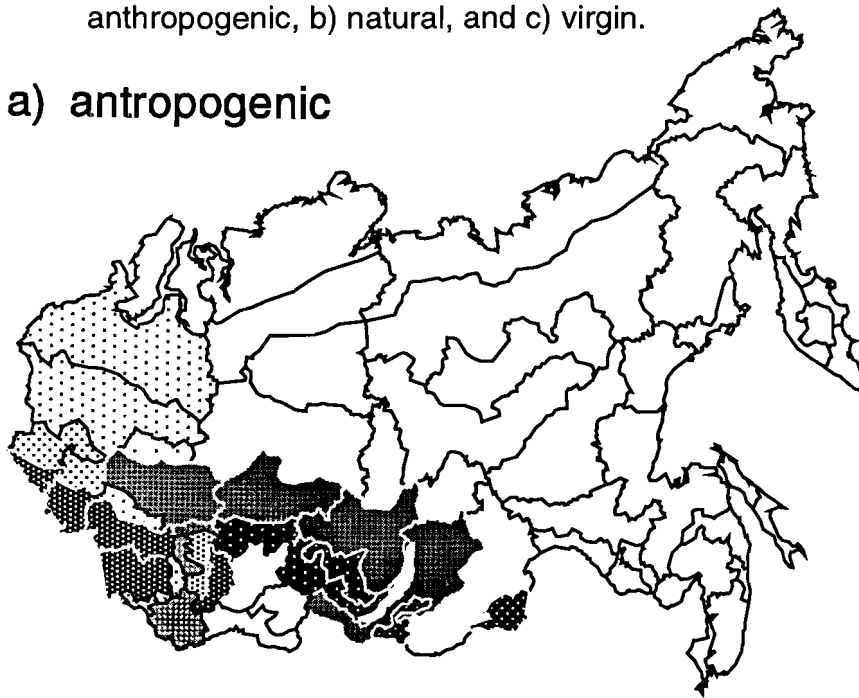 anthropogenic, b) natural, and c) virgin.
a) antropogenic